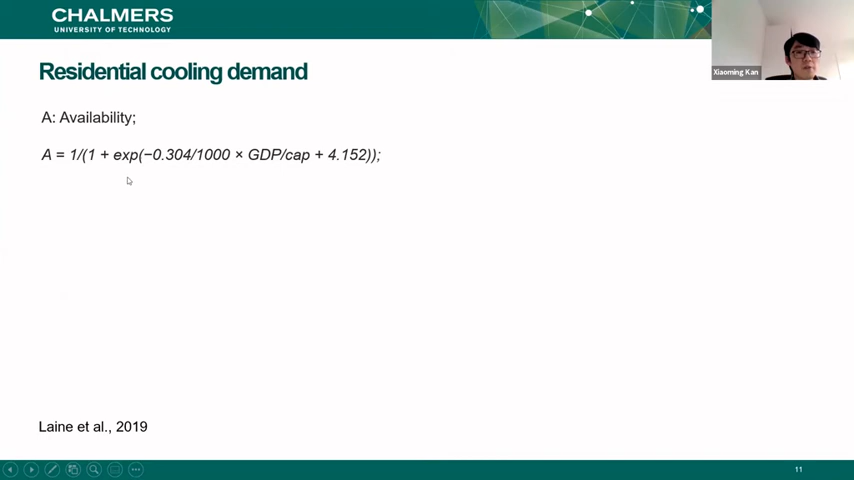 CHALMERS
UNIVERSITY OF TECHNOLOGY
Xiaoming Kan
Residential cooling demand
A: Availability;
A = 1/(1 + exp(−0.304/1000 × GDP/cap + 4.152));
Laine et al., 2019
11